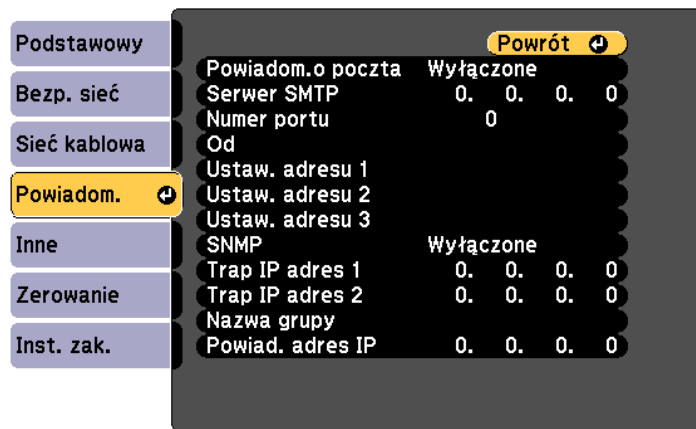 Podstawowy
Bezp. sieć
Sieć kablowa
Powiadom.
Inne
Zerowanie
Inst. zak.
Powrót
Powiadom.o poczta Wyłączone
Serwer SMTP 0. 0. 0. 0
Numer portu 0
Od
Ustaw. adresu 1
Ustaw. adresu 2
Ustaw. adresu 3
SNMP Wyłączone
Trap IP adres 1 0. 0. 0. 0
Trap IP adres 2 0. 0. 0. 0
Nazwa grupy
Powiad. adres IP 0. 0. 0. 0